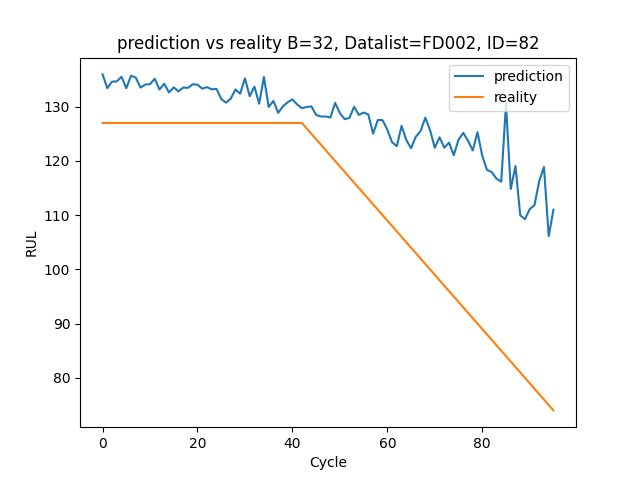 prediction vs reality B=32, Datalist=FD002, ID=82
prediction
reality
RUL
130
120
110
100
90
80
0 20 40 60 80
Cycle